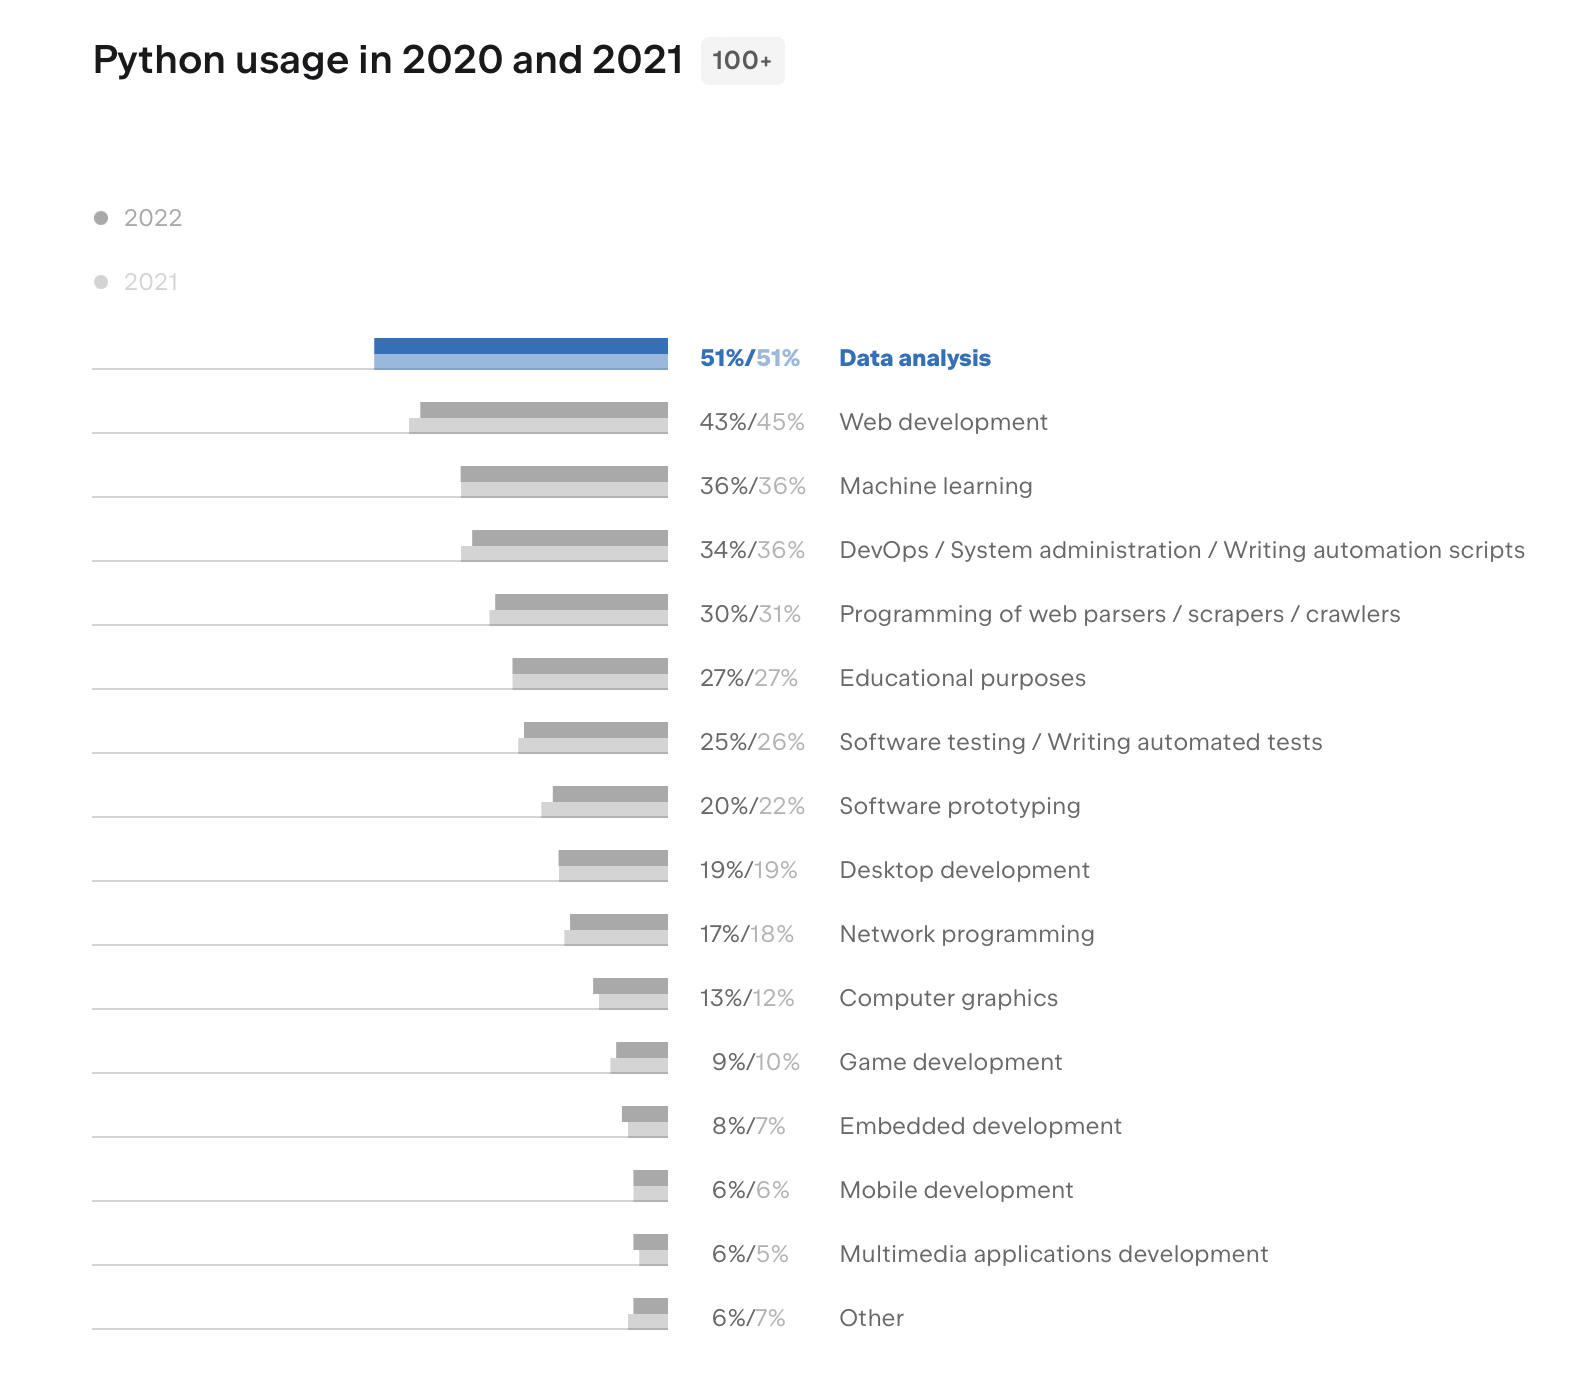 Python usage in 2020 and 2021 100+
2022
2021
51%/51% Data analysis
43%/45% Web development
36%/36% Machine learning
34%/36% DevOps / System administration / Writing automation scripts
30%/31% Programming of web parsers / scrapers / crawlers
27%/27% Educational purposes
25%/26% Software testing / Writing automated tests
20%/22% Software prototyping
19%/19% Desktop development
17%/18% Network programming
13%/12% Computer graphics
9%/10% Game development
8%/7% Embedded development
6%/6% Mobile development
6%/5% Multimedia applications development
6%/7% Other